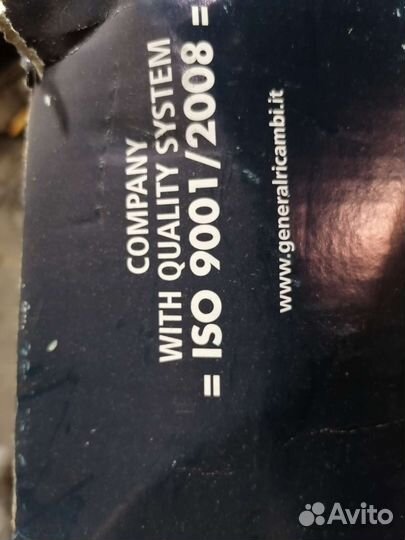 COMPANY
WITH QUALITY SYSTEM
= ISO 9001/2008 =
www.generalricambi.it
Avito